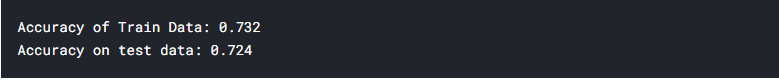 Accuracy of Train Data: 0.732
Accuracy on test data: 0.724